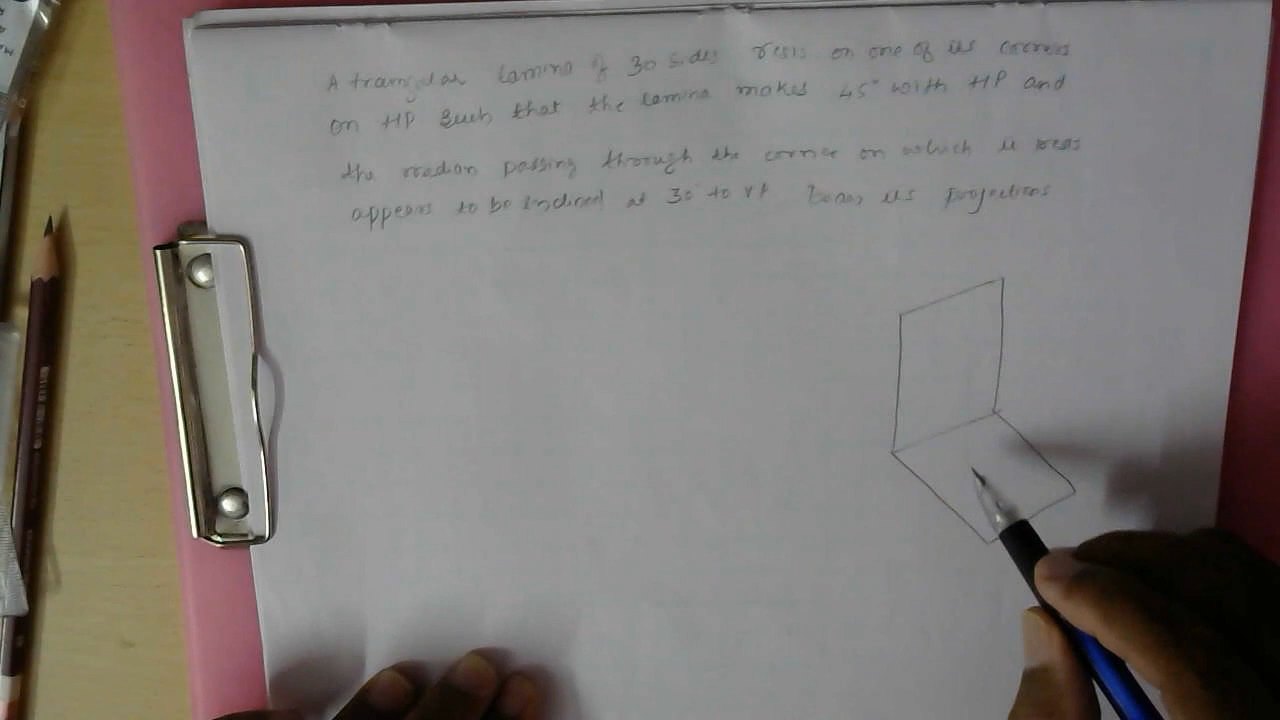 A triangular lamina of 30 sides rests on one of its corners
on HP such that the lamina makes 45° with HP and
the median passing through the corner on which it rests
appears to be inclined at 30° to VP Draw its projections